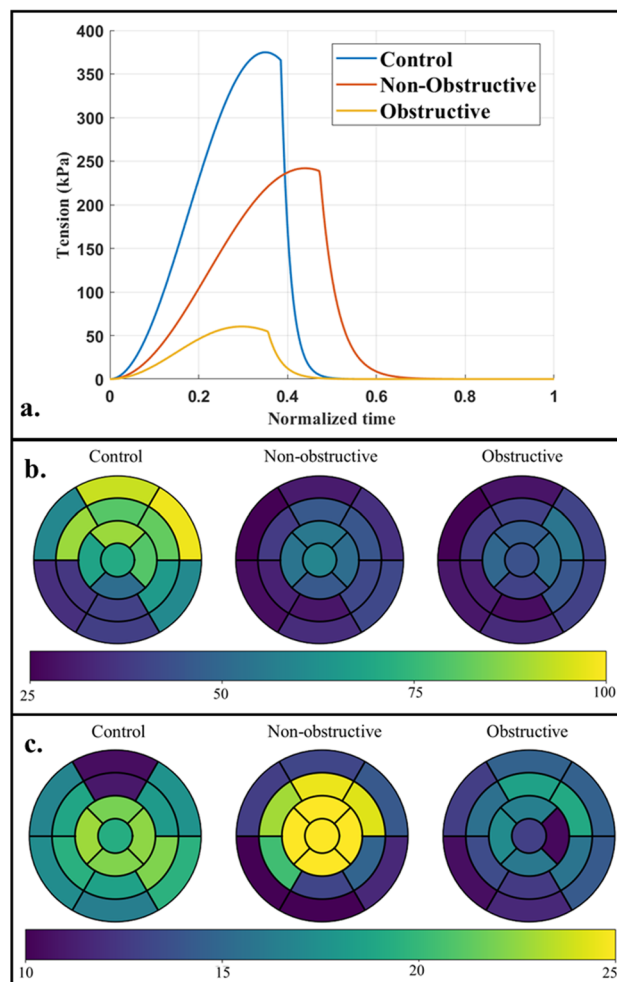 400
350
300
250
200
150
100
50
0
Tension (kPa)
Control
Non-Obstructive
Obstructive
0 0.2 0.4 0.6 0.8 1
Normalized time
a.
b.
Control Non-obstructive Obstructive
25 50 75 100
c.
Control Non-obstructive Obstructive
10 15 20 25